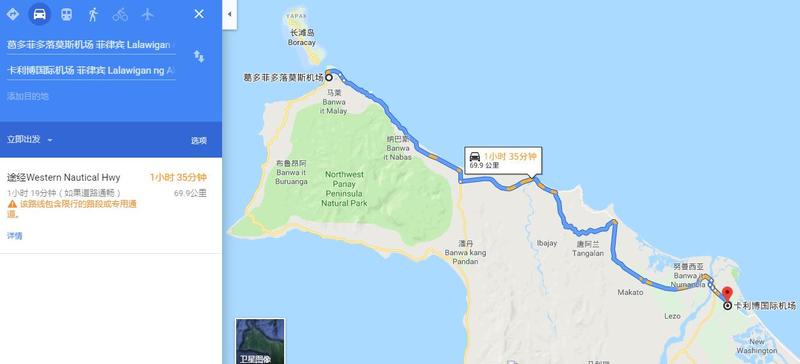 葛多菲多落莫斯机场 菲律宾 Lalawigan
卡利博国际机场 菲律宾 Lalawigan ng A
添加目的地
立即出发
选项
途经Western Nautical Hwy
1小时 35分钟
1小时 19分钟（如果道路通畅）
69.9公里
该路线包含限行的路段或专用通
道。
详情
YAPAK
长滩岛
Boracay
葛多菲多落莫斯机场
马莱
Banwa
it Malay
纳巴斯
Banwa
it Nabas
1小时 35分钟
69.9 公里
布鲁昂阿
Banwa it
Buruanga
Northwest
Panay
Peninsula
Natural Park
潘丹
Banwa kang
Pandan
Ibajay
唐阿兰
Tangalan
努曼西亚
Banwa it
Numancia
Makato
卡利博国际机场
Lezo
New
Washington
卫星图像